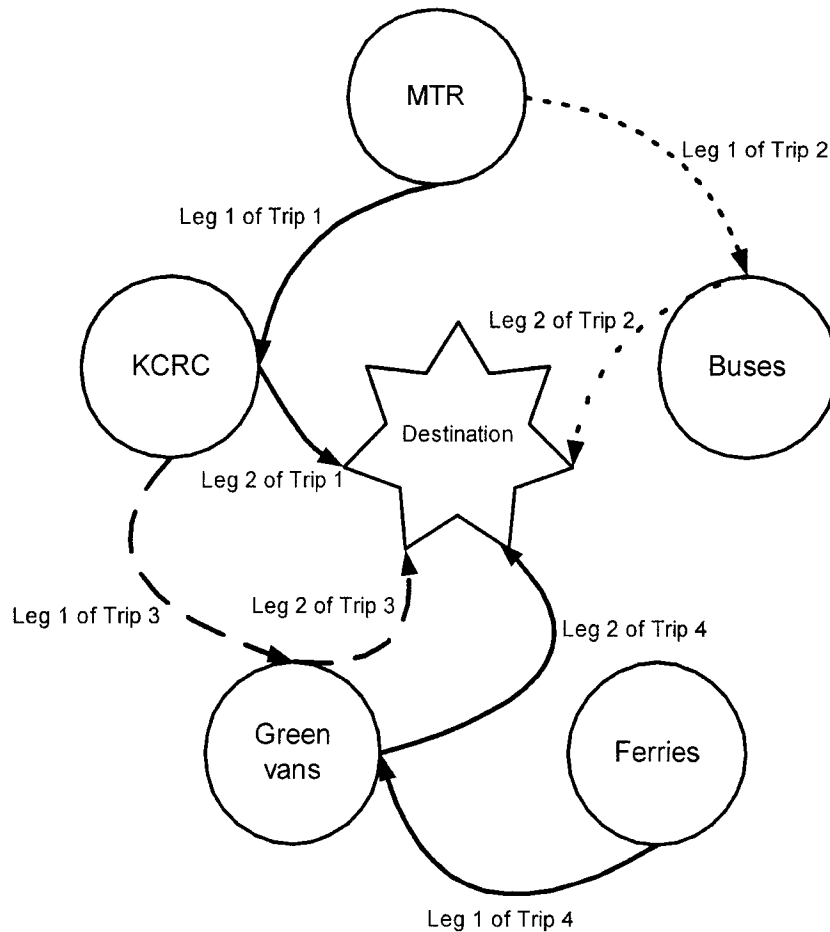 MTR
Leg 1 of Trip 2
Leg 1 of Trip 1
Leg 2 of Trip 2
KCRC
Buses
Destination
Leg 2 of Trip 1
Leg 2 of Trip 3
Leg 1 of Trip 3
Leg 2 of Trip 4
Green
vans
Ferries
Leg 1 of Trip 4